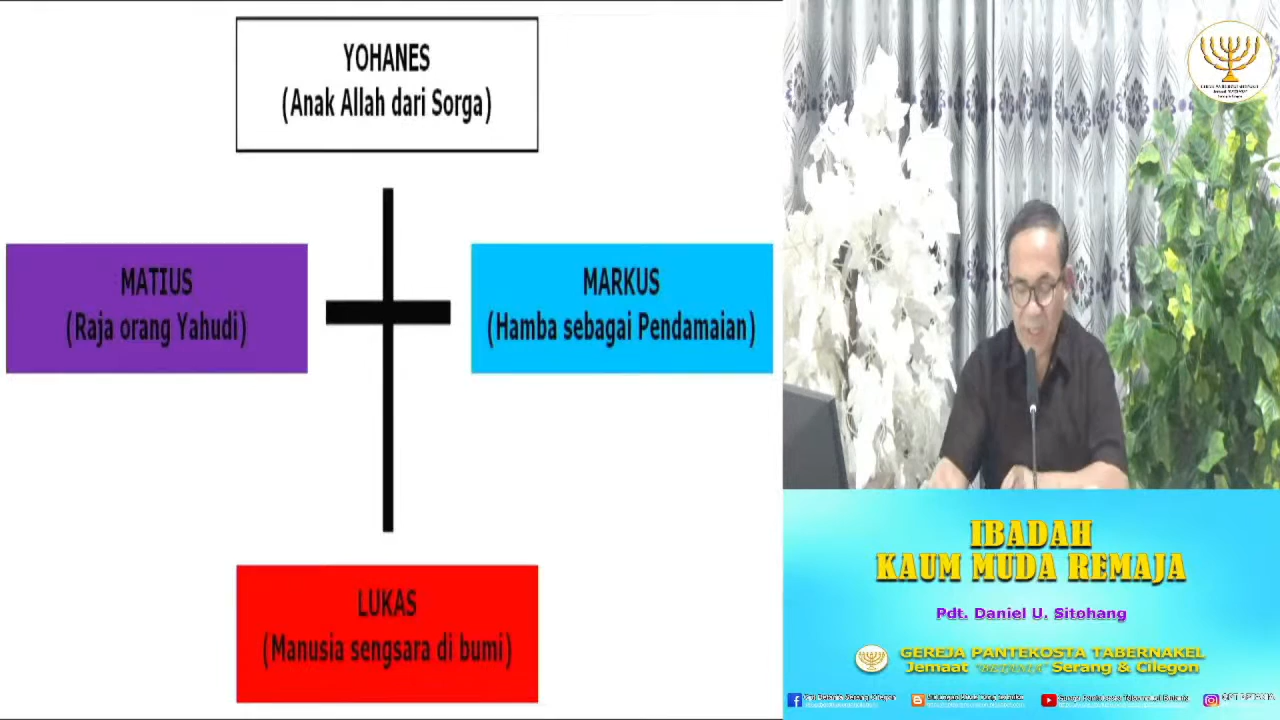 YOHANES
(Anak Allah dari Sorga)
MATIUS
(Raja orang Yahudi)
MARKUS
(Hamba sebagai Pendamaian)
LUKAS
(Manusia sengsara di bumi)
IBADAH
KAUM MUDA REMAJA
Pdt. Daniel U. Sitohang
GEREJA PANTEKOSTA TABERNAKEL
Jemaat "BETANIA" Serang & Cilegon